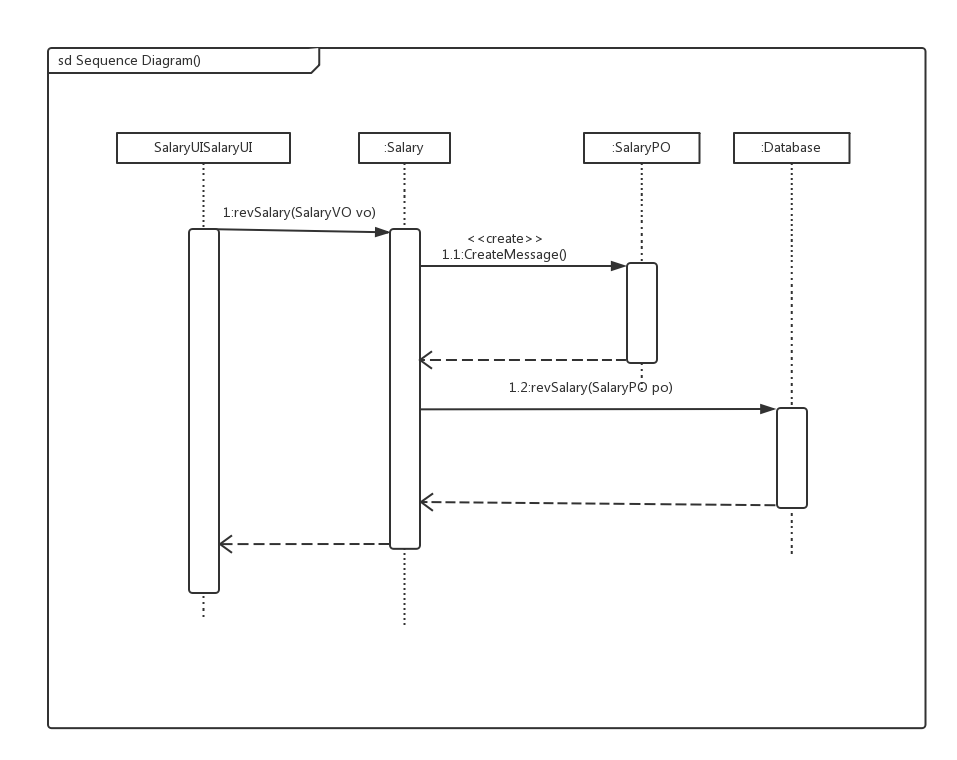 sd Sequence Diagram()
SalaryUISalaryUI
:Salary
:SalaryPO
:Database
1:revSalary(SalaryVO vo)
<<create>>
1.1:CreateMessage()
1.2:revSalary(SalaryPO po)